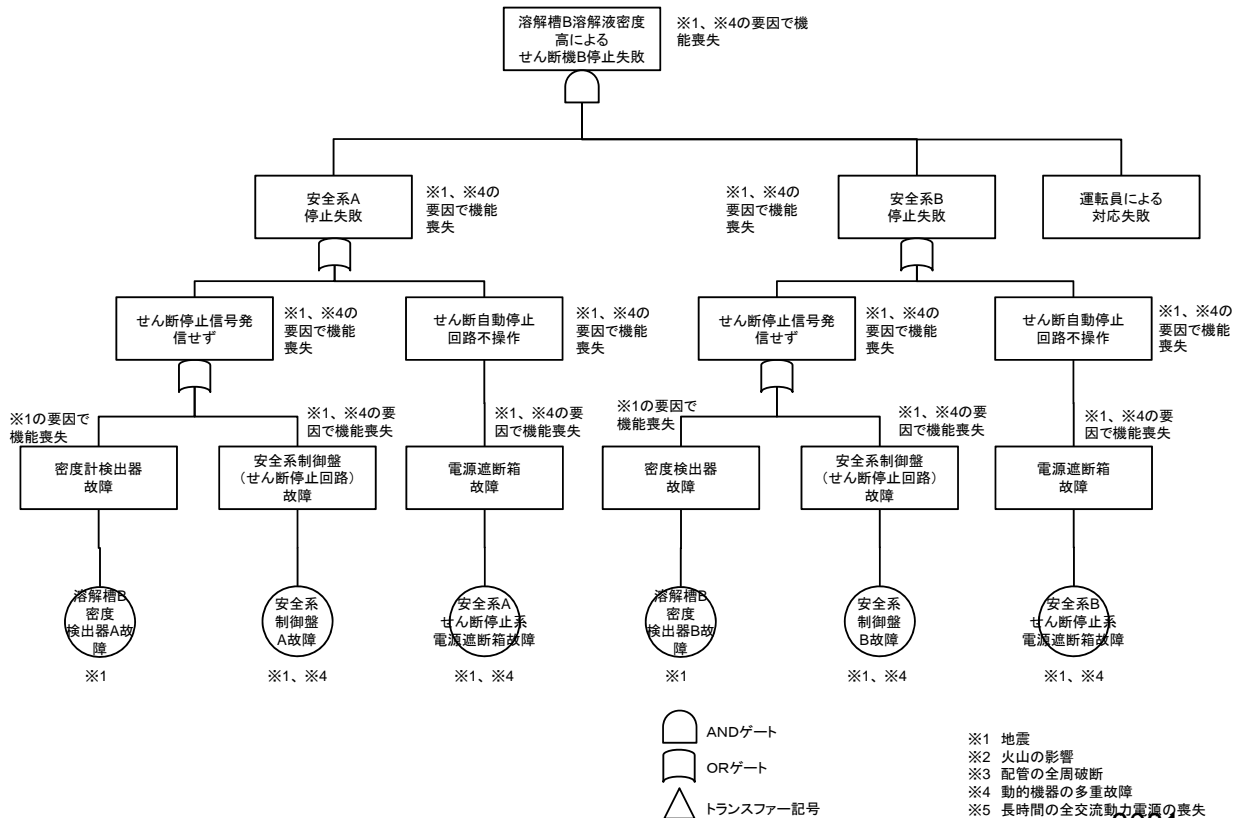 溶解槽B溶解液密度
高による
せん断機B停止失敗
※1、※4の要因で機
能喪失
安全系A
停止失敗
※1、※4の
要因で機能
喪失
※1、※4の
要因で機能
喪失
安全系B
停止失敗
運転員による
対応失敗
せん断停止信号発
信せず
※1、※4の
要因で機能
喪失
せん断自動停止
回路不操作
※1、※4の
要因で機能
喪失
せん断停止信号発
信せず
※1、※4の
要因で機能
喪失
せん断自動停止
回路不操作
※1、※4の
要因で機能
喪失
※1の要因で
機能喪失
※1、※4の要
因で機能喪失
※1、※4の要
因で機能喪失
※1の要因で
機能喪失
※1、※4の要
因で機能喪失
※1、※4の要
因で機能喪失
密度計検出器
故障
安全系制御盤
（せん断停止回路）
故障
電源遮断箱
故障
密度検出器
故障
安全系制御盤
（せん断停止回路）
故障
電源遮断箱
故障
溶解槽B
密度
検出器A故
障
安全系
制御盤
A故障
安全系A
せん断停止系
電源遮断箱故障
溶解槽B
密度
検出器B故
障
安全系
制御盤
B故障
安全系B
せん断停止系
電源遮断箱故障
※1
※1、※4
※1、※4
※1
※1、※4
※1、※4
ANDゲート
ORゲート
トランスファー記号
※1 地震
※2 火山の影響
※3 配管の全周破断
※4 動的機器の多重故障
※5 長時間の全交流動力電源の喪失